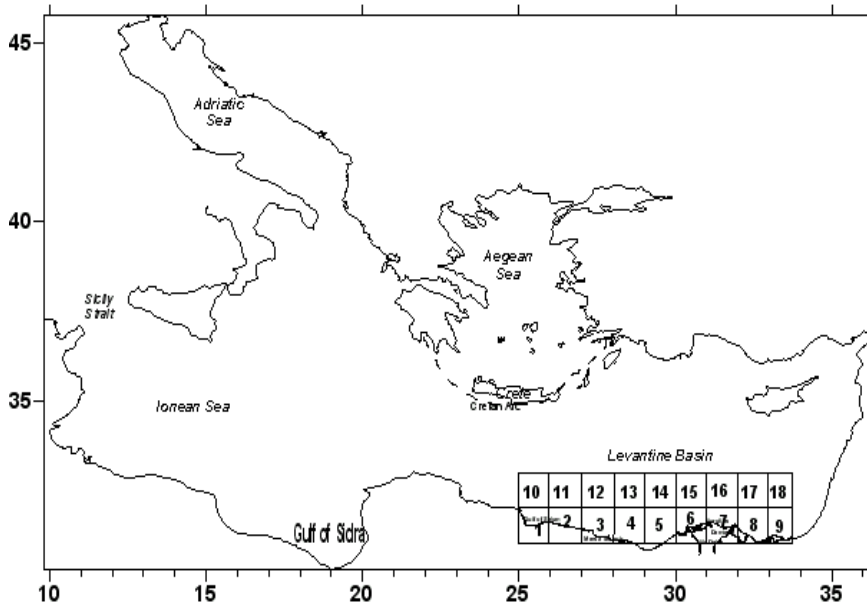 45
Adriatic
Sea
40
Aegean
Sea
Sicily
Strait
35
Ionean Sea
Crete
Cretan Arc
Levantine Basin
10 11 12 13 14 15 16 17 18
1 2 3 4 5 6 7 8 9
Gulf of Sidra
10 15 20 25 30 35